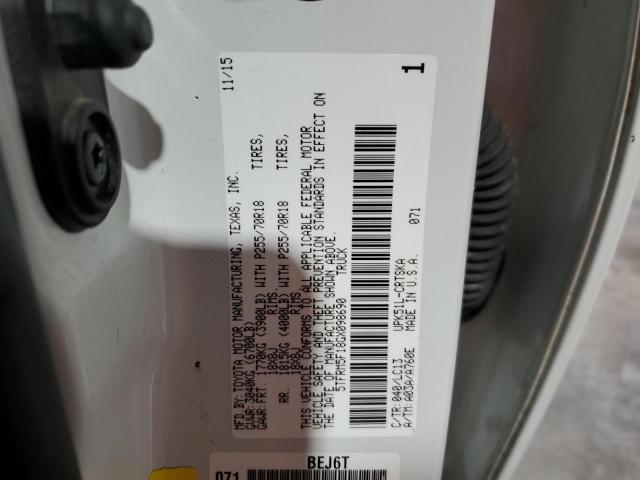 11/15
1
MFD. BY: TOYOTA MOTOR MANUFACTURING, TEXAS, INC.
GVWR: 3040KG (6700LB)
GAWR: FRT. 1770KG (3900LB) WITH P255/70R18 TIRES,
18X8J RIMS
RR. 1815KG (4000LB) WITH P255/70R18 TIRES,
18X8J RIMS
THIS VEHICLE CONFORMS TO ALL APPLICABLE FEDERAL MOTOR
VEHICLE SAFETY AND THEFT PREVENTION STANDARDS IN EFFECT ON
THE DATE OF MANUFACTURE SHOWN ABOVE.
5TFRM5F18GX098690 TRUCK
UPK51L-CRTSKA 071
C/TR: 040/LC13
A/TM: A03A/A760E MADE IN U.S.A.
BEJ6T
071